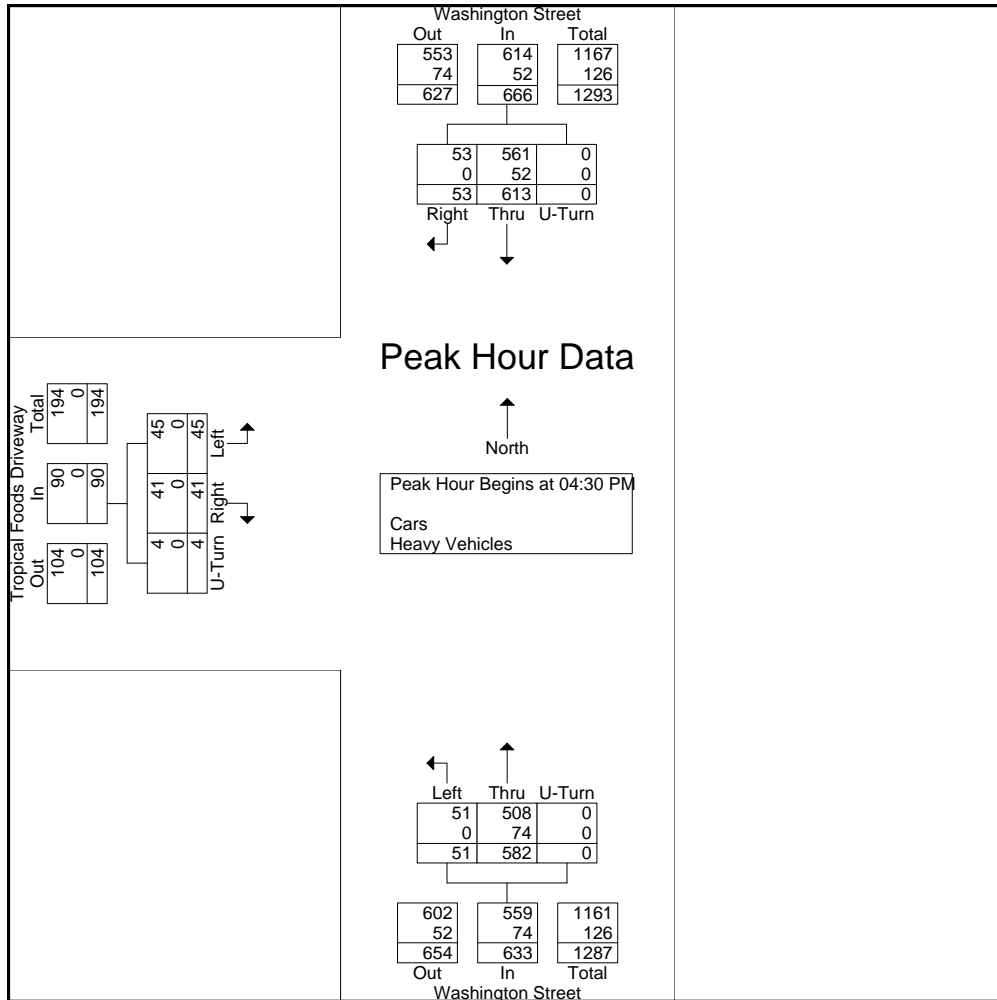 Washington Street
Out In Total
553 614 1167
74 52 126
627 666 1293
53 561 0
0 52 0
53 613 0
Right Thru U-Turn
Peak Hour Data
North
Peak Hour Begins at 04:30 PM
Cars
Heavy Vehicles
Tropical Foods Driveway
Out In Total
104 90 194
0 0 0
104 90 194
4 41 45
0 0 0
4 41 45
U-Turn Right Left
Left Thru U-Turn
51 508 0
0 74 0
51 582 0
602 559 1161
52 74 126
654 633 1287
Out In Total
Washington Street